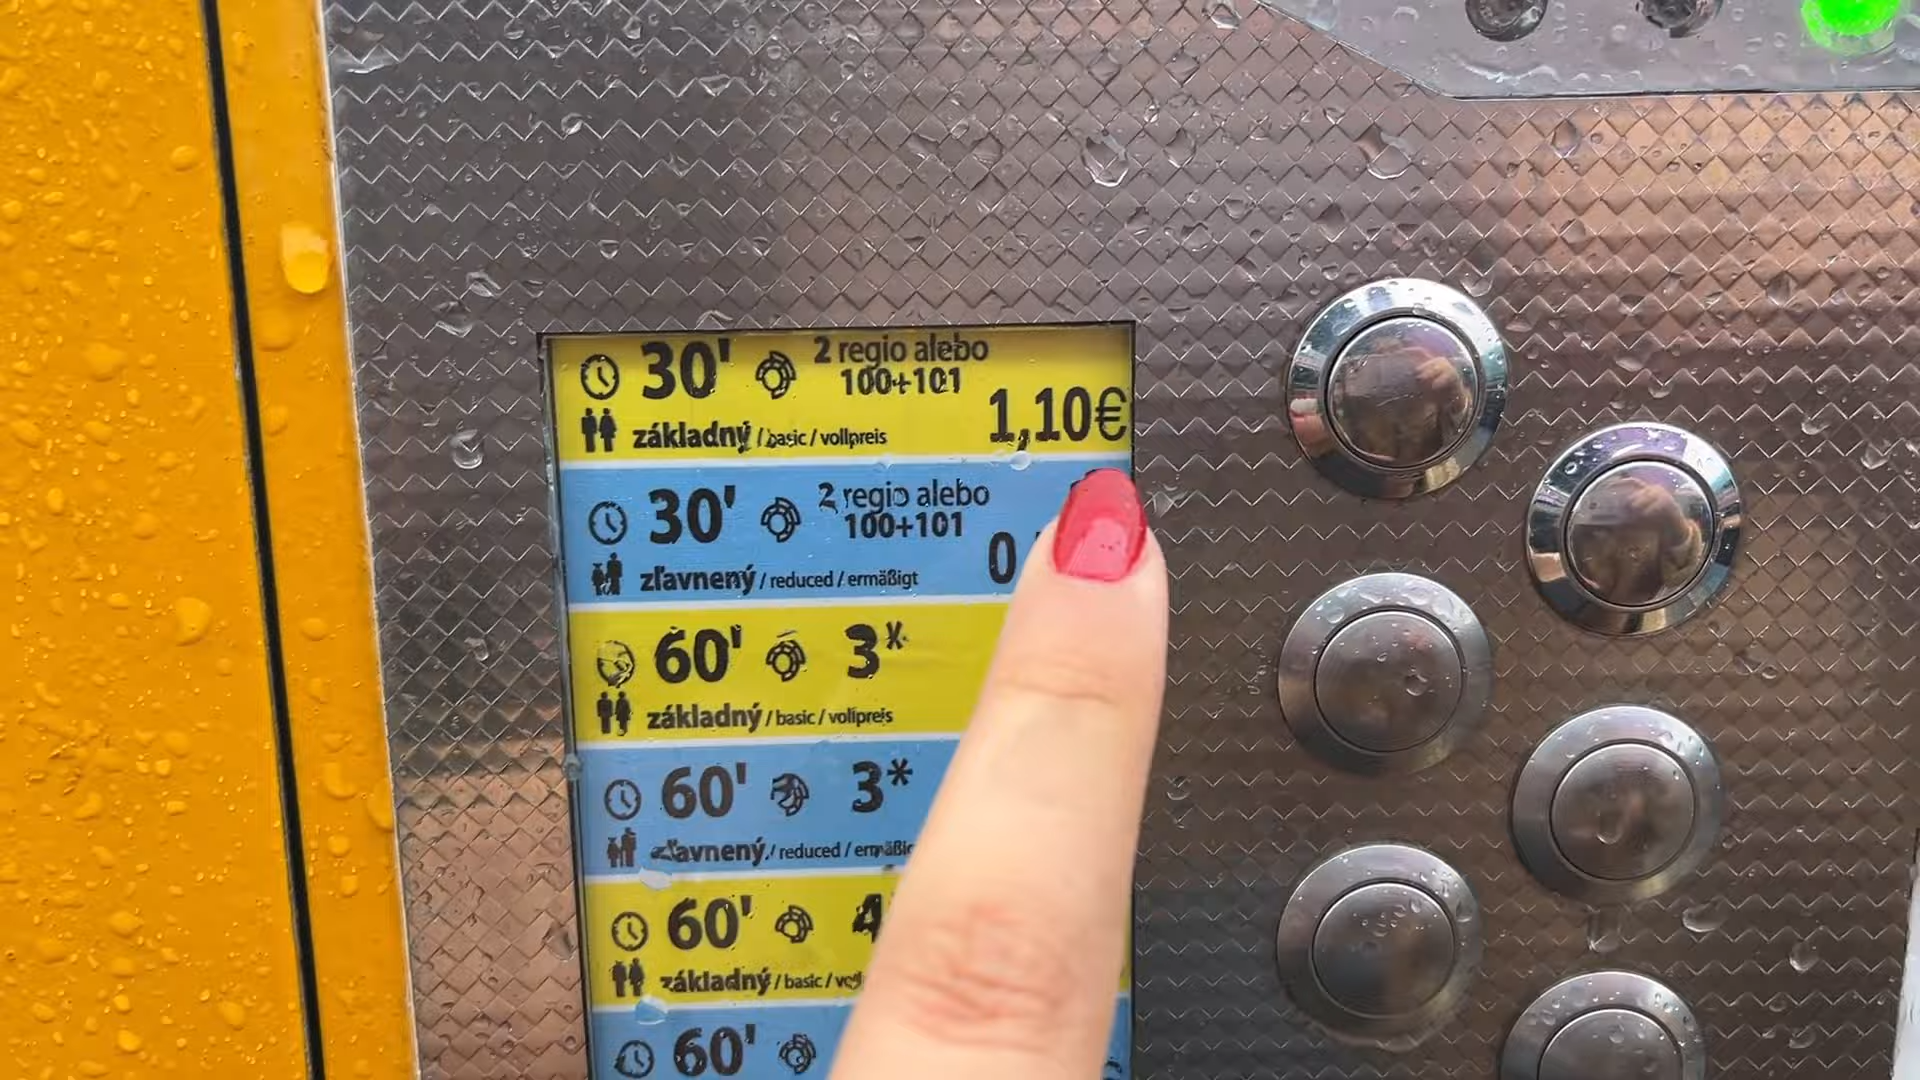 30' 2 regio alebo
100+101
základný / basic / vollpreis 1,10€
30' 2 regio alebo
100+101
zľavnený / reduced / ermäßigt 0
60' 3*
základný / basic / vollpreis
60' 3*
zľavnený / reduced /
60' 4
základný / basic /
60'